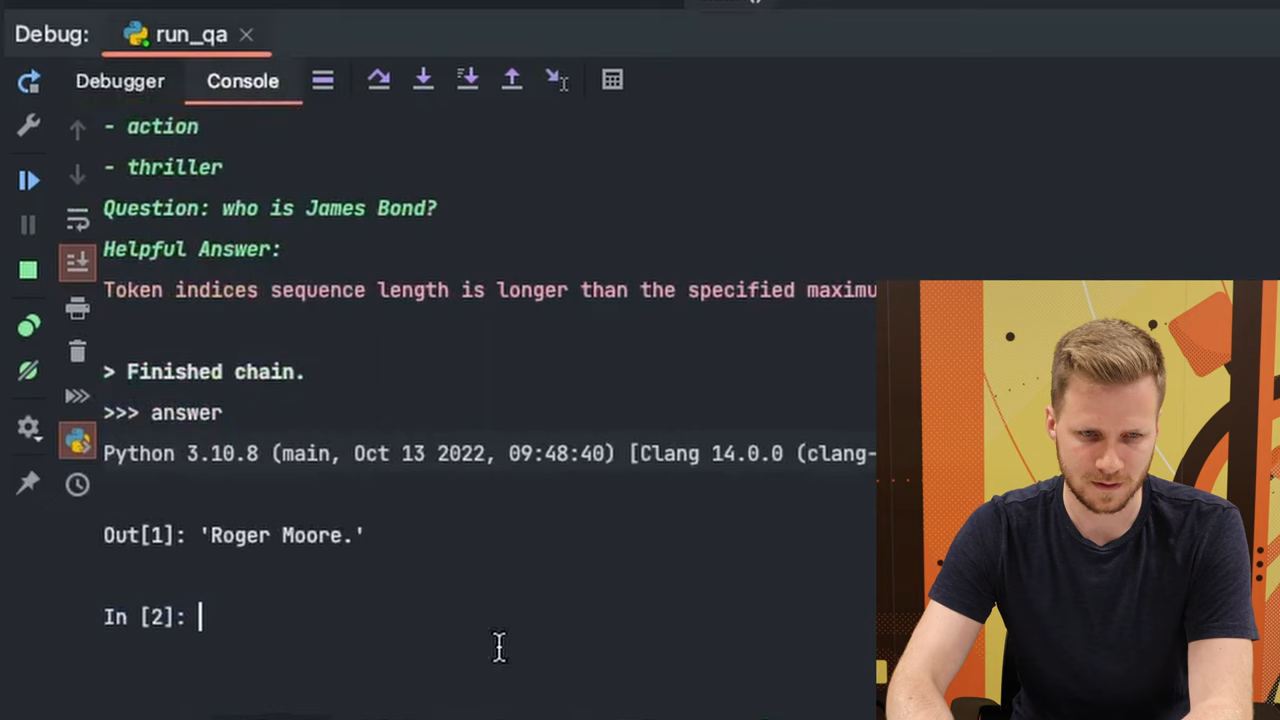 Debug: run_qa
Debugger Console
- action
- thriller
Question: who is James Bond?
Helpful Answer:
Token indices sequence length is longer than the specified maximu
> Finished chain.
>>> answer
Python 3.10.8 (main, Oct 13 2022, 09:48:40) [Clang 14.0.0 (clang-
Out[1]: 'Roger Moore.'
In [2]: